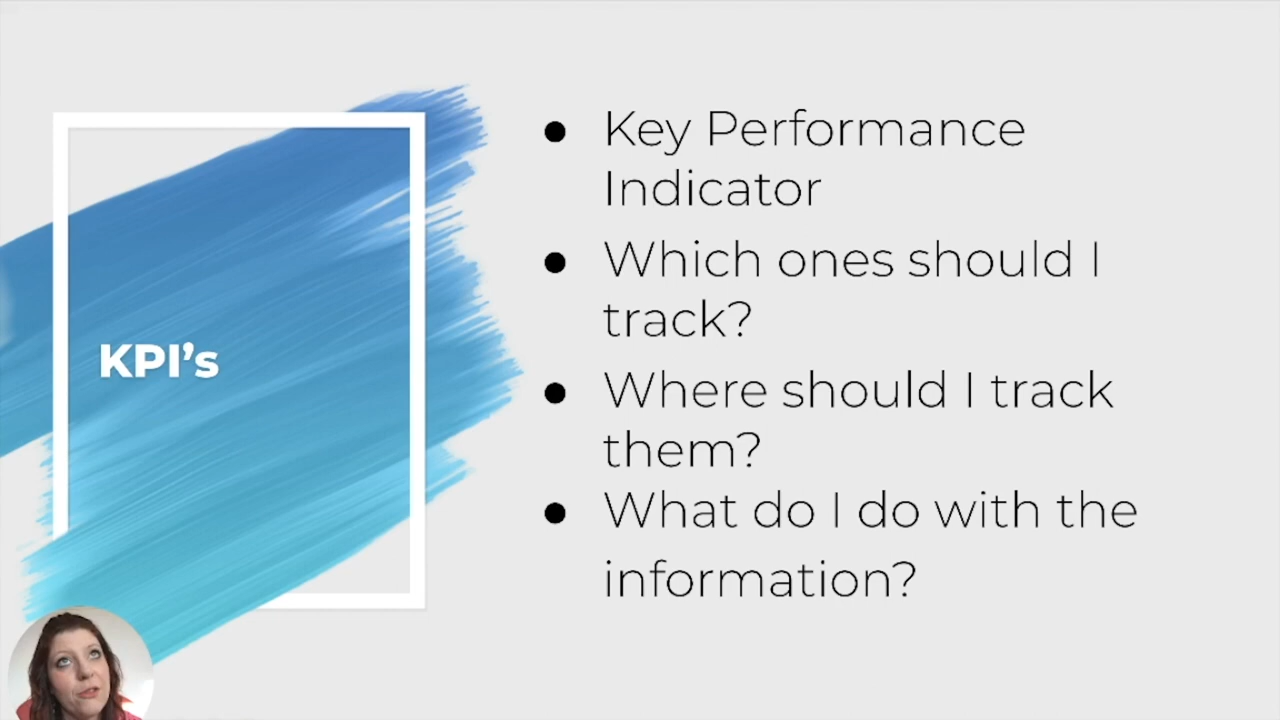 KPI’s
● Key Performance
Indicator
● Which ones should I
track?
● Where should I track
them?
● What do I do with the
information?